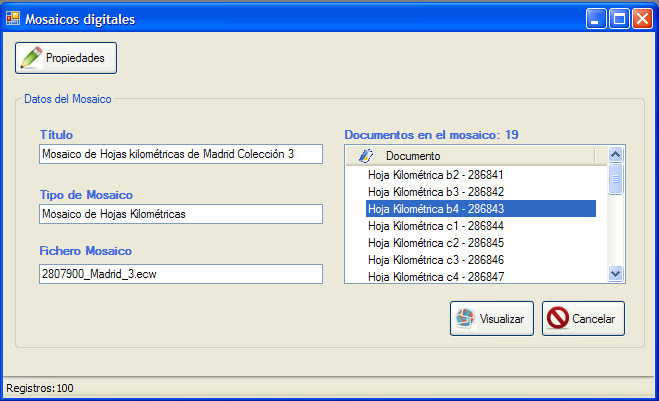 Mosaicos digitales
Propiedades
Datos del Mosaico
Título
Mosaico de Hojas kilométricas de Madrid Colección 3
Tipo de Mosaico
Mosaico de Hojas Kilométricas
Fichero Mosaico
2807900_Madrid_3.ecw
Documentos en el mosaico: 19
Documento
Hoja Kilométrica b2 - 286841
Hoja Kilométrica b3 - 286842
Hoja Kilométrica b4 - 286843
Hoja Kilométrica c1 - 286844
Hoja Kilométrica c2 - 286845
Hoja Kilométrica c3 - 286846
Hoja Kilométrica c4 - 286847
Visualizar
Cancelar
Registros:100